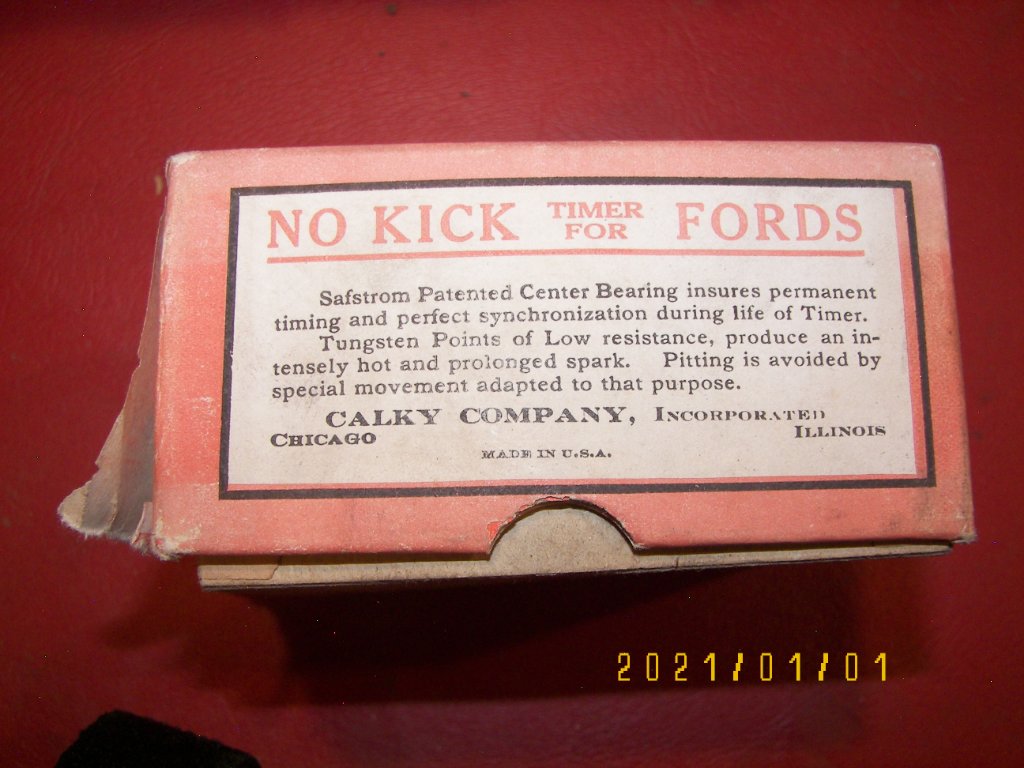 NO KICK TIMER FOR FORDS
Safstrom Patented Center Bearing insures permanent
timing and perfect synchronization during life of Timer.
Tungsten Points of Low resistance, produce an in-
tensely hot and prolonged spark. Pitting is avoided by
special movement adapted to that purpose.
CALKY COMPANY, INCORPORATED
CHICAGO ILLINOIS
MADE IN U.S.A.
2021/01/01